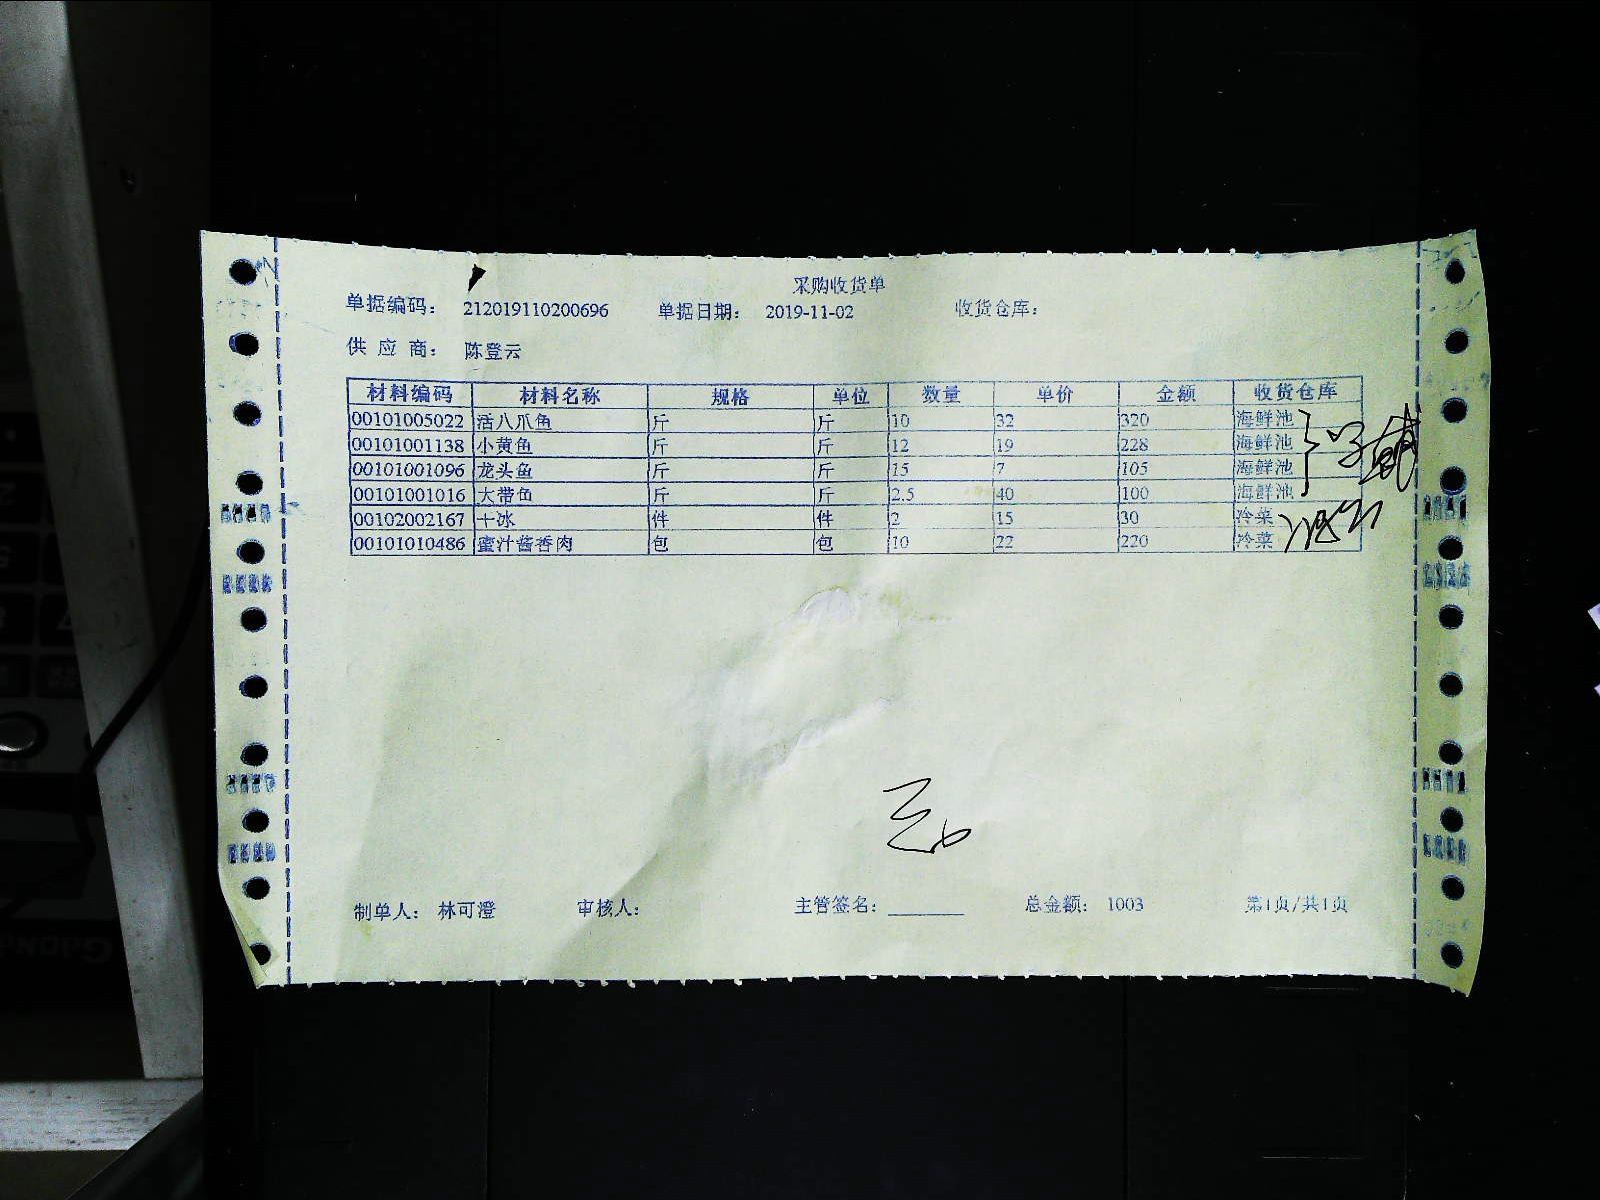 采购收货单
单据编码： 212019110200696 单据日期： 2019-11-02 收货仓库：
供 应 商： 陈登云
材料编码 材料名称 规格 单位 数量 单价 金额 收货仓库
00101005022 活八爪鱼 斤 斤 10 32 320 海鲜池
00101001138 小黄鱼 斤 斤 12 19 228 海鲜池
00101001096 龙头鱼 斤 斤 15 7 105 海鲜池
00101001016 大带鱼 斤 斤 2.5 40 100 海鲜池
00102002167 干冰 件 件 2 15 30 冷菜
00101010486 蜜汁酱香肉 包 包 10 22 220 冷菜
制单人： 林可澄 审核人： 主管签名： 总金额： 1003 第1页/共1页